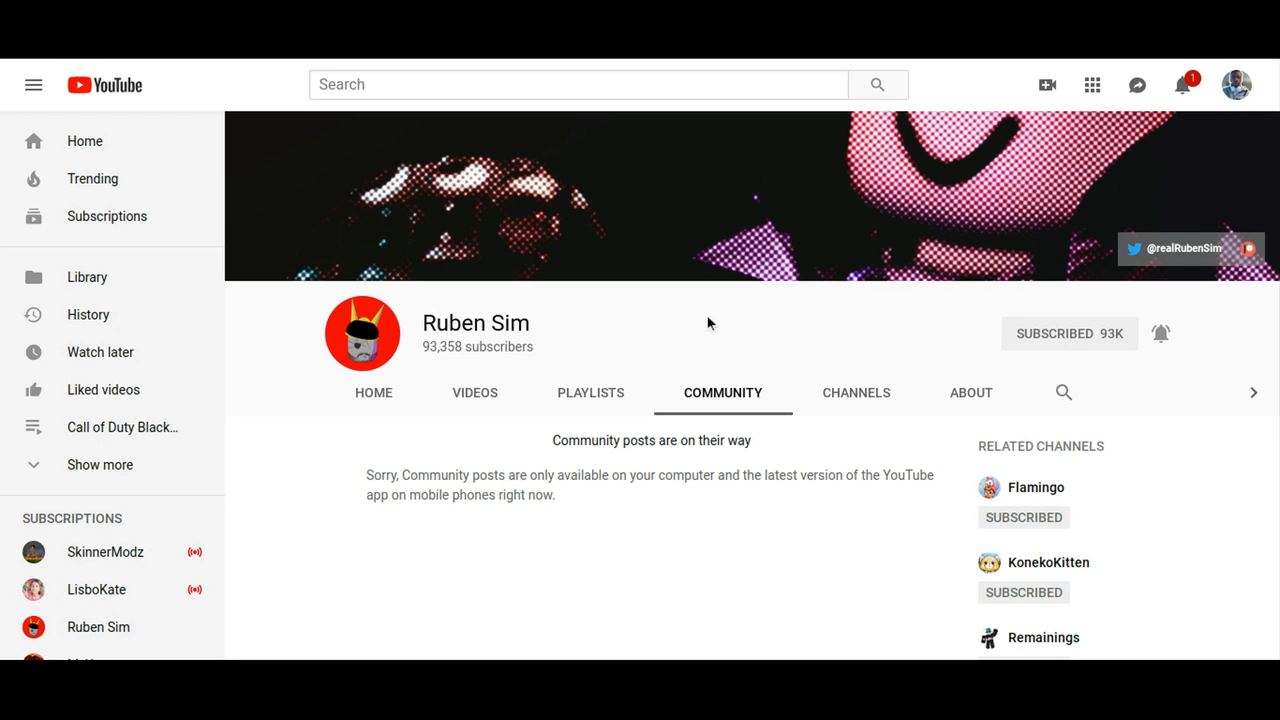 YouTube
Search
1
Home
Trending
Subscriptions
Library
History
Watch later
Liked videos
Call of Duty Black...
Show more
SUBSCRIPTIONS
SkinnerModz
LisboKate
Ruben Sim
@realRubenSim
Ruben Sim
93,358 subscribers
SUBSCRIBED 93K
HOME VIDEOS PLAYLISTS COMMUNITY CHANNELS ABOUT
Community posts are on their way
Sorry, Community posts are only available on your computer and the latest version of the YouTube
app on mobile phones right now.
RELATED CHANNELS
Flamingo
SUBSCRIBED
KonekoKitten
SUBSCRIBED
Remainings